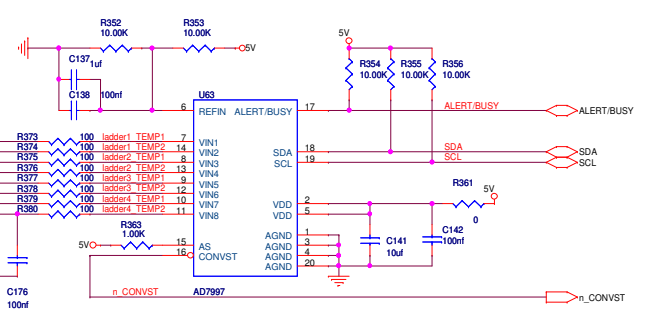 R352
10.00K
R353
10.00K
5V
C137
1uf
C138
100nf
U63
6
REFIN
ALERT/BUSY
17
5V
R354
10.00K
R355
10.00K
R356
10.00K
ALERT/BUSY
ALERT/BUSY
R373 100 ladder1_TEMP1 7 VIN1
R374 100 ladder1_TEMP2 14 VIN2
R375 100 ladder2_TEMP1 8 VIN3
R376 100 ladder2_TEMP2 13 VIN4
R377 100 ladder3_TEMP1 9 VIN5
R378 100 ladder3_TEMP2 12 VIN6
R379 100 ladder4_TEMP1 10 VIN7
R380 100 ladder4_TEMP2 11 VIN8
SDA 18 SDA SDA
SCL 19 SCL SCL
VDD 2
VDD 5
R361
0
5V
AGND 1
AGND 3
AGND 4
AGND 20
C141
10uf
C142
100nf
R363
1.00K
5V
15 AS
16 CONVST
C176
100nf
n_CONVST
AD7997
n_CONVST